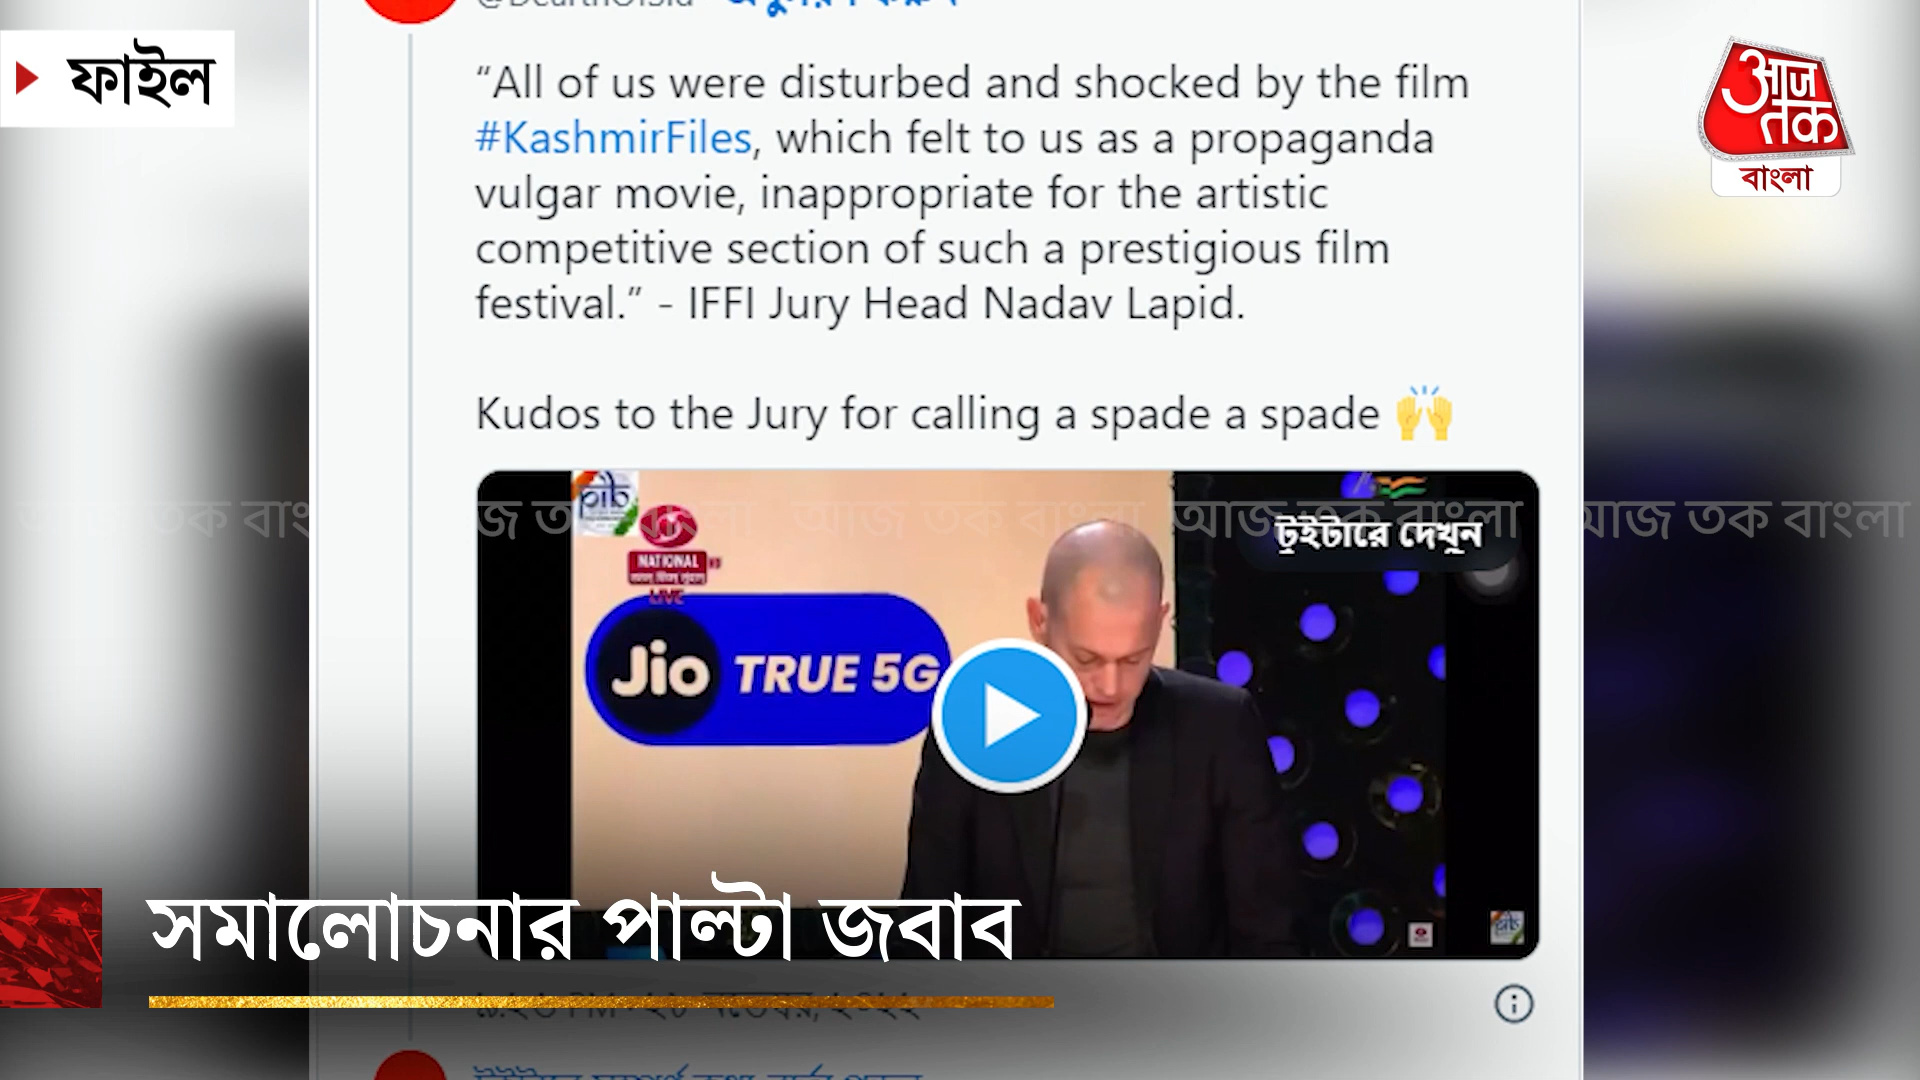 ফাইল
“All of us were disturbed and shocked by the film
#KashmirFiles, which felt to us as a propaganda
vulgar movie, inappropriate for the artistic
competitive section of such a prestigious film
festival.” - IFFI Jury Head Nadav Lapid.
Kudos to the Jury for calling a spade a spade 🙌
आज
तक
বাংলা
pib
NATIONAL
LIVE
টুইটারে দেখুন
আজ তক বাংলা
Jio TRUE 5G
সমালোচনার পাল্টা জবাব